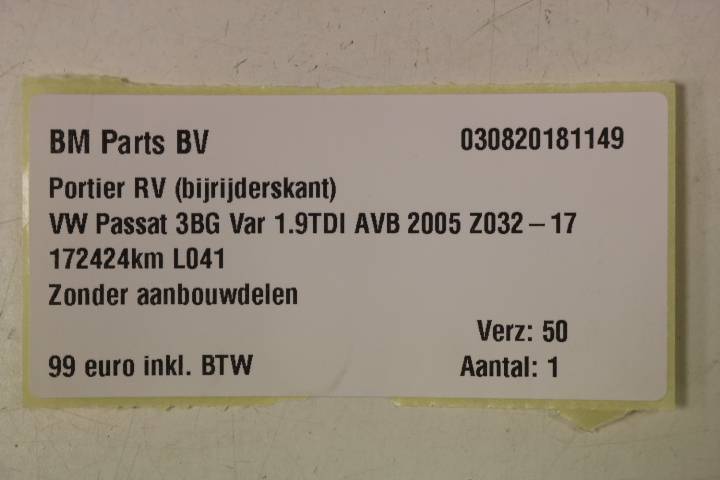 BM Parts BV 030820181149
Portier RV (bijrijderskant)
VW Passat 3BG Var 1.9TDI AVB 2005 Z032 – 17
172424km L041
Zonder aanbouwdelen
Verz: 50
99 euro inkl. BTW Aantal: 1